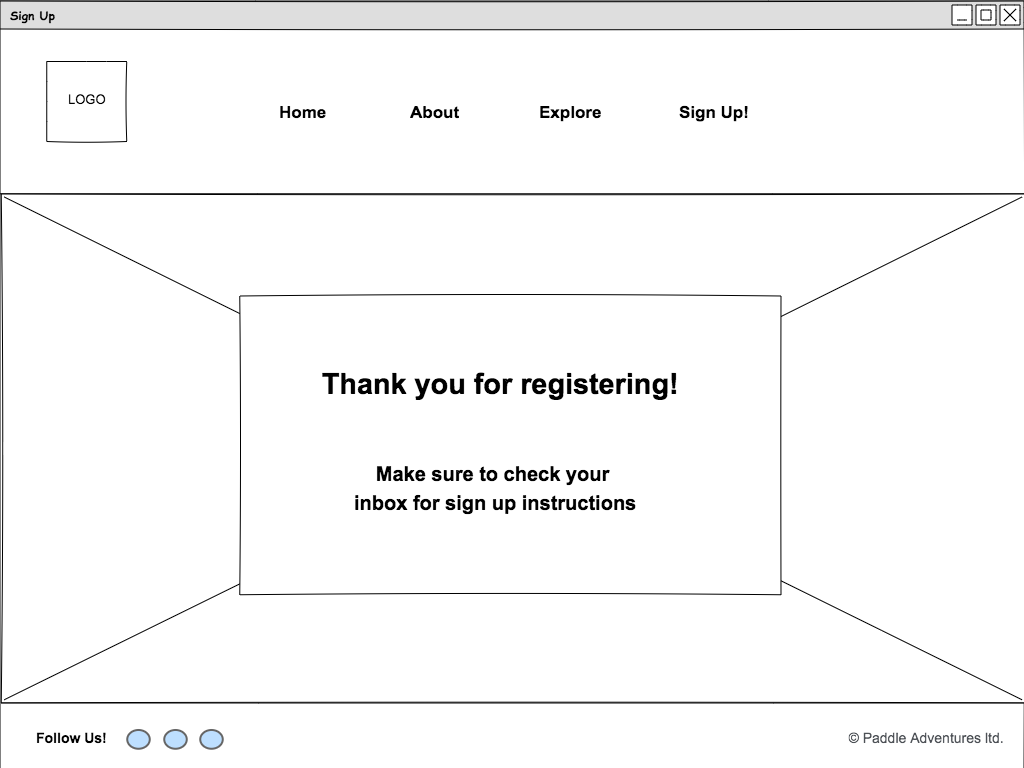 Sign Up
LOGO
Home About Explore Sign Up!
Thank you for registering!
Make sure to check your
inbox for sign up instructions
Follow Us!
© Paddle Adventures ltd.